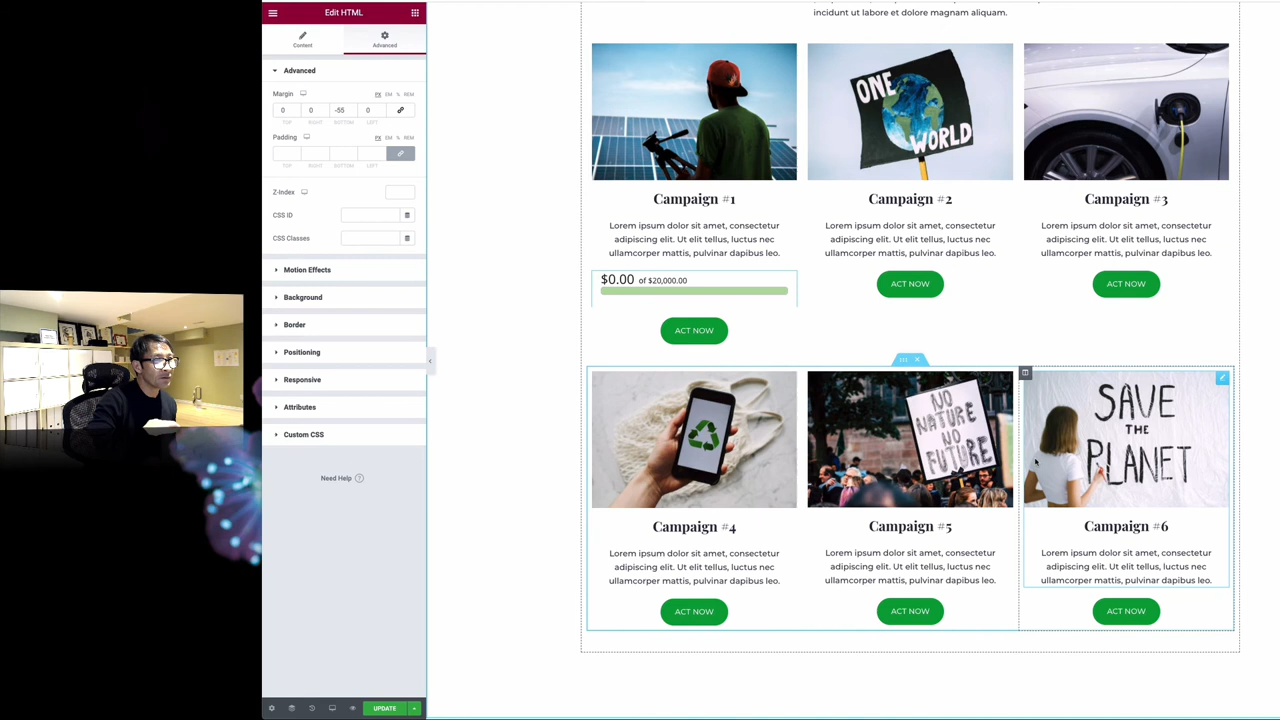 Edit HTML
Content
Advanced
Advanced
Margin
PX EM % REM
0 0 -55 0
TOP RIGHT BOTTOM LEFT
Padding
PX EM % REM
TOP RIGHT BOTTOM LEFT
Z-Index
CSS ID
CSS Classes
Motion Effects
Background
Border
Positioning
Responsive
Attributes
Custom CSS
Need Help ?
UPDATE
incindunt ut labore et dolore magnam aliquam.
ONE
WORLD
Campaign #1
Lorem ipsum dolor sit amet, consectetur
adipiscing elit. Ut elit tellus, luctus nec
ullamcorper mattis, pulvinar dapibus leo.
$0.00 of $20,000.00
ACT NOW
Campaign #2
Lorem ipsum dolor sit amet, consectetur
adipiscing elit. Ut elit tellus, luctus nec
ullamcorper mattis, pulvinar dapibus leo.
ACT NOW
Campaign #3
Lorem ipsum dolor sit amet, consectetur
adipiscing elit. Ut elit tellus, luctus nec
ullamcorper mattis, pulvinar dapibus leo.
ACT NOW
Campaign #4
Lorem ipsum dolor sit amet, consectetur
adipiscing elit. Ut elit tellus, luctus nec
ullamcorper mattis, pulvinar dapibus leo.
ACT NOW
NO
NATURE
NO
FUTURE
Campaign #5
Lorem ipsum dolor sit amet, consectetur
adipiscing elit. Ut elit tellus, luctus nec
ullamcorper mattis, pulvinar dapibus leo.
ACT NOW
SAVE
THE
PLANET
Campaign #6
Lorem ipsum dolor sit amet, consectetur
adipiscing elit. Ut elit tellus, luctus nec
ullamcorper mattis, pulvinar dapibus leo.
ACT NOW